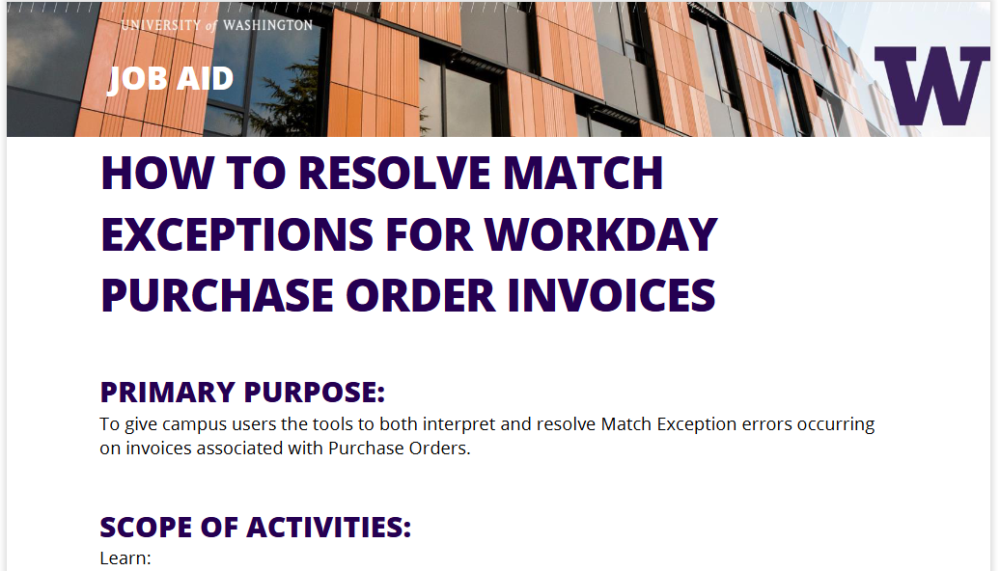 UNIVERSITY of WASHINGTON
JOB AID
W
HOW TO RESOLVE MATCH
EXCEPTIONS FOR WORKDAY
PURCHASE ORDER INVOICES
PRIMARY PURPOSE:
To give campus users the tools to both interpret and resolve Match Exception errors occurring
on invoices associated with Purchase Orders.
SCOPE OF ACTIVITIES:
Learn: